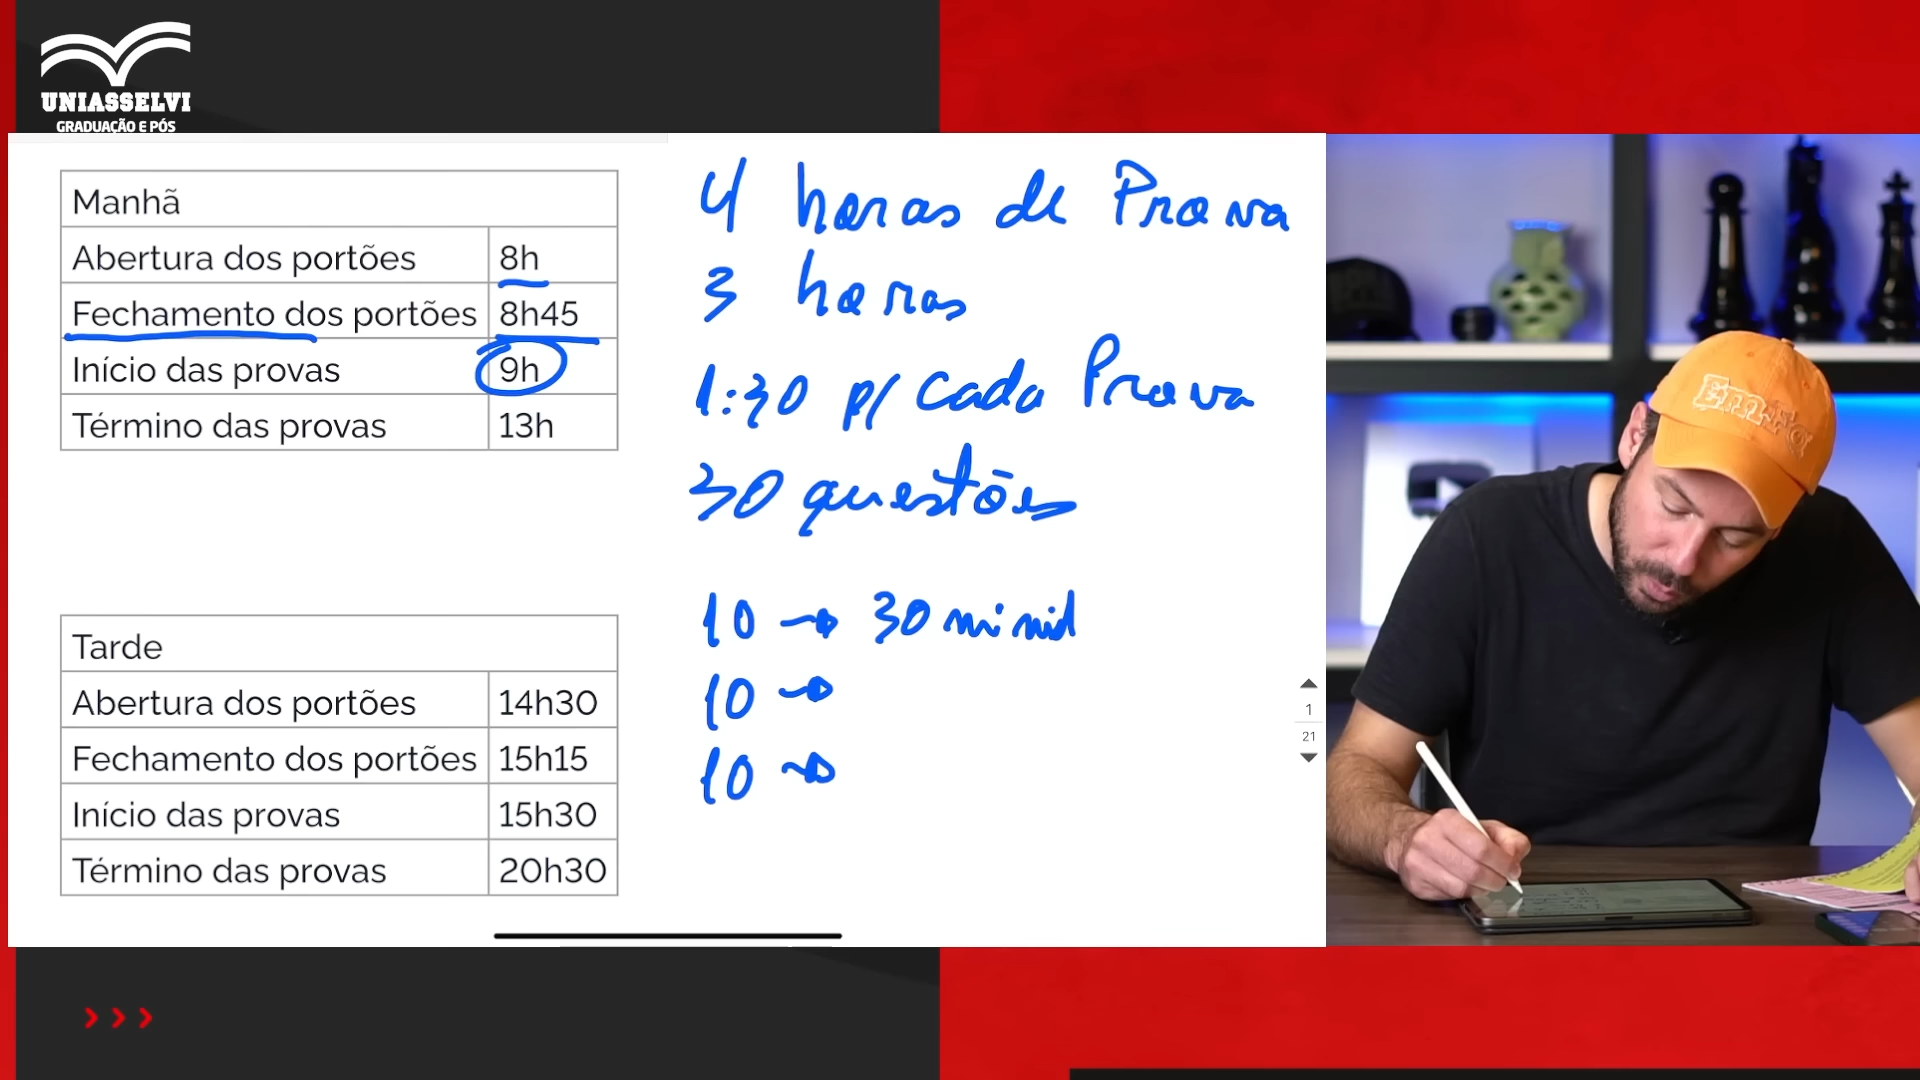 UNIASSELVI
GRADUAÇÃO E PÓS
Manhã
Abertura dos portões 8h
Fechamento dos portões 8h45
Início das provas 9h
Término das provas 13h
Tarde
Abertura dos portões 14h30
Fechamento dos portões 15h15
Início das provas 15h30
Término das provas 20h30
4 horas de Prova
3 horas
1:30 p/ cada Prova
30 questões
10 → 30 minut
10 →
10 →
1
21